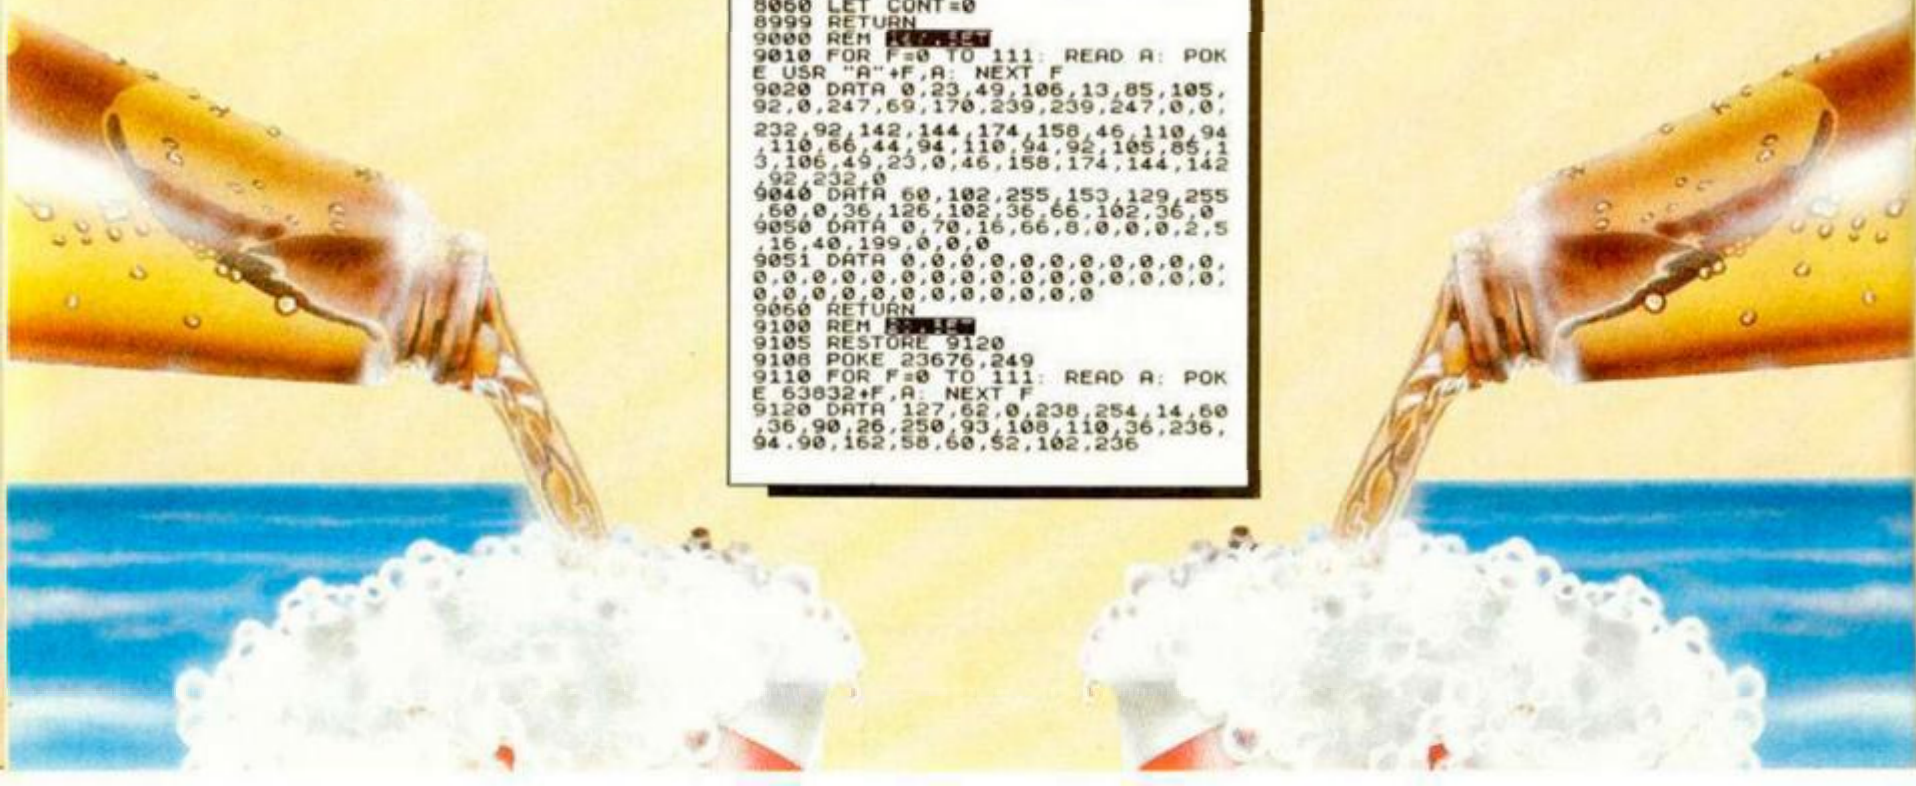 8060 LET CONT=0
8999 RETURN
9000 REM
9010 FOR F=0 TO 111: READ A: POK
E USR "A"+F,A: NEXT F
9020 DATA 0,23,49,106,13,85,105,
92,0,247,69,170,239,239,247,0,0,
232,92,142,144,174,158,46,110,94
,110,66,44,94,110,94,92,105,85,1
3,106,49,23,0,46,158,174,144,142
,92,232,0
9040 DATA 60,102,255,153,129,255
,60,0,36,126,102,36,66,102,36,0
9050 DATA 0,70,16,66,8,0,0,0,2,5
,16,40,199,0,0,0
9051 DATA 0,0,0,0,0,0,0,0,0,0,0,
0,0,0,0,0,0,0,0,0,0,0,0,0,0,0,0,
0,0,0,0,0,0,0,0,0,0,0,0
9060 RETURN
9100 REM
9105 RESTORE 9120
9108 POKE 23676,249
9110 FOR F=0 TO 111: READ A: POK
E 63832+F,A: NEXT F
9120 DATA 127,62,0,238,254,14,60
,36,90,26,250,93,108,110,36,236,
94.90,162,58,60,52,102,236